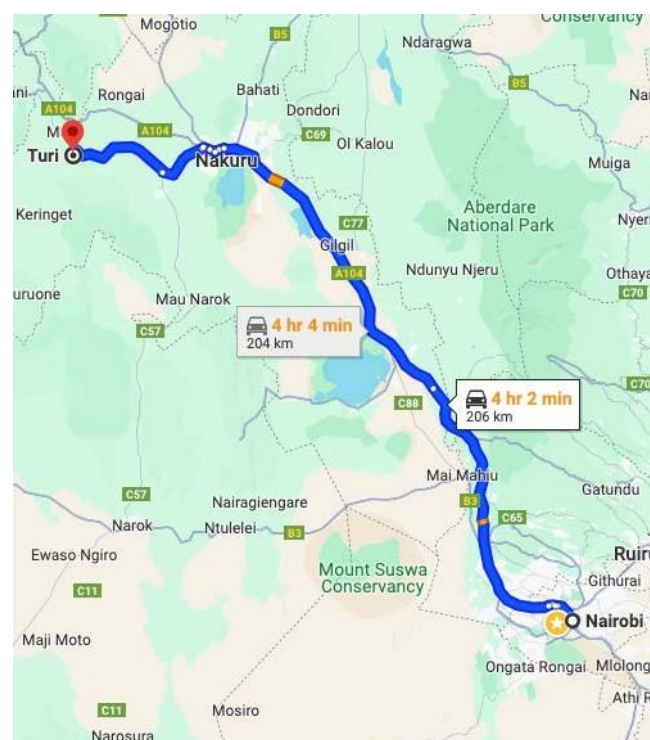 Conservancy
Mogotio
B5
Ndaragwa
ni
Rongai
Bahati
B5
Na
A104
Dondori
M
A104
C69
Ol Kalou
Turi
Nakuru
Muiga
Keringet
Aberdare
National Park
Nyer
C77
Gilgil
A104
Ndunyu Njeru
Othaya
uruone
Mau Narok
C70
C57
4 hr 4 min
204 km
C70
4 hr 2 min
206 km
C88
Mai Mahiu
C57
Nairagiengare
B3
C65
Gatundu
Narok
Ntulelei
B3
Ewaso Ngiro
Ruiru
Mount Suswa
Conservancy
Githurai
C11
Nairobi
Maji Moto
Ongata Rongai
Mlolong
Athi R
C11
Mosiro
Narosura